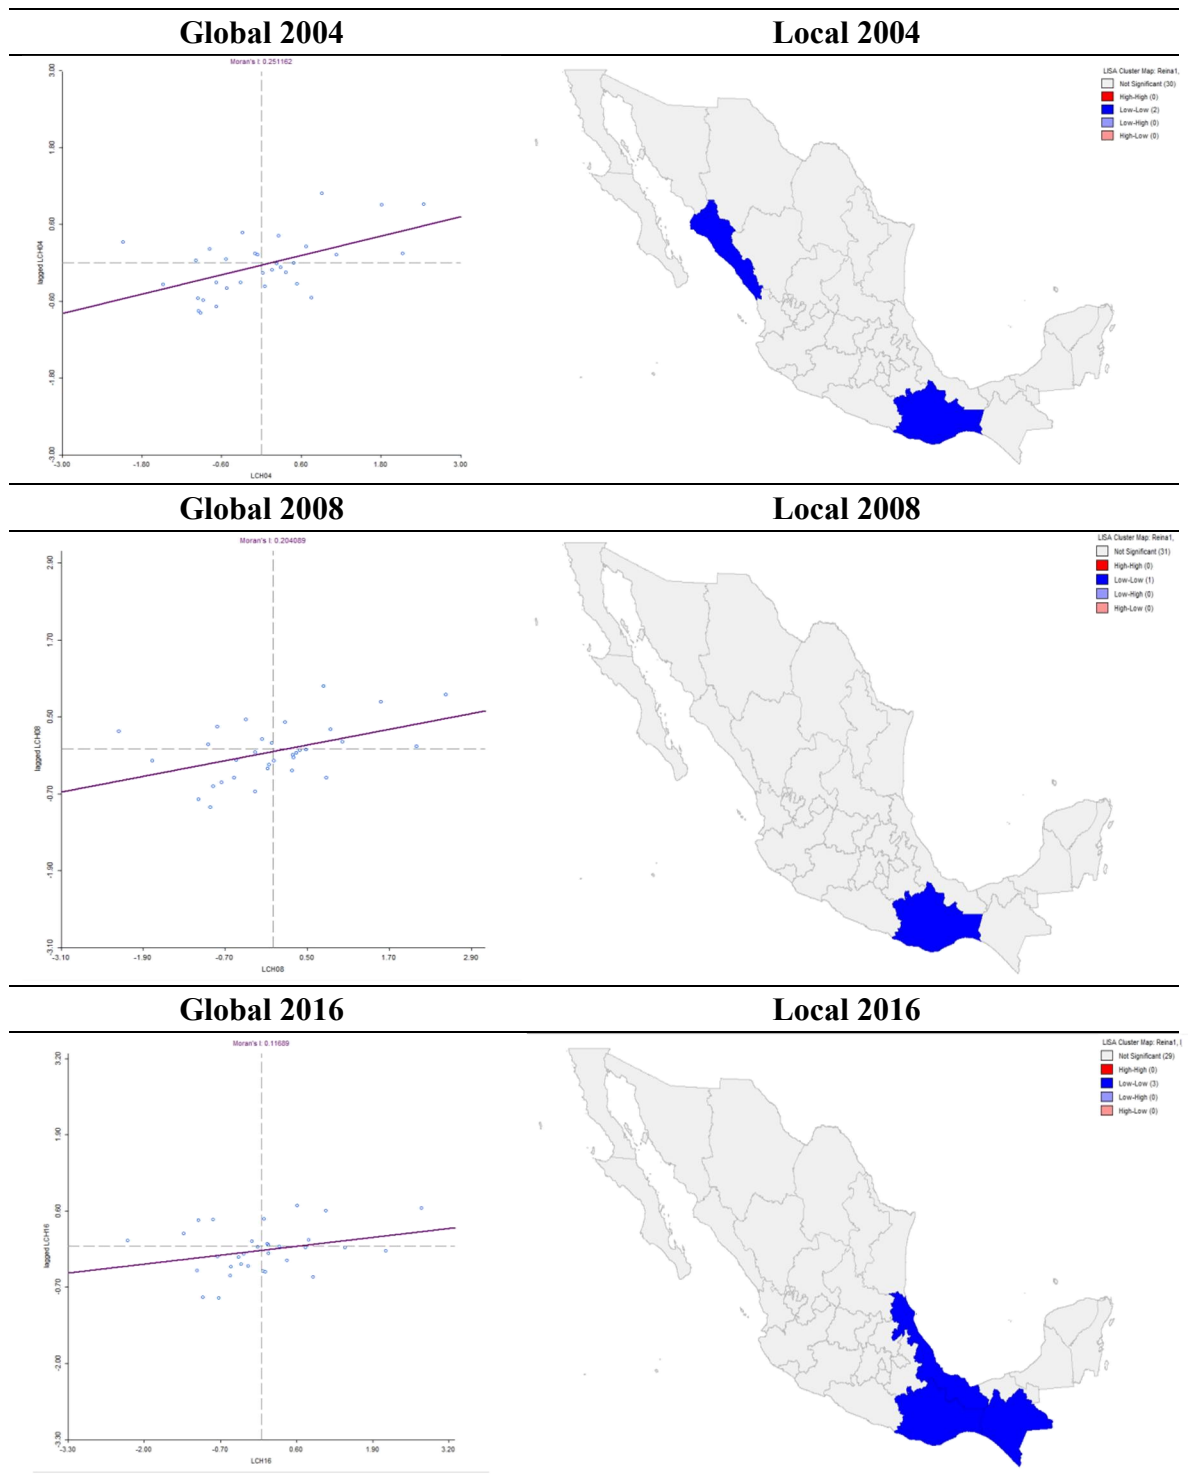 Global 2004
Local 2004
Moran's I: 0.251162
3.00
1.80
0.60
-0.60
-1.80
-3.00
lagged LCH04
-3.00 -1.80 -0.60 0.60 1.80 3.00
LCH04
LISA Cluster Map: Reina1,
Not Significant (30)
High-High (0)
Low-Low (2)
Low-High (0)
High-Low (0)
Global 2008
Local 2008
Moran's I: 0.204089
2.90
1.70
0.50
-0.70
-1.90
-3.10
lagged LCH08
-3.10 -1.90 -0.70 0.50 1.70 2.90
LCH08
LISA Cluster Map: Reina1,
Not Significant (31)
High-High (0)
Low-Low (1)
Low-High (0)
High-Low (0)
Global 2016
Local 2016
Moran's I: 0.11689
3.20
1.90
0.60
-0.70
-2.00
-3.30
lagged LCH16
-3.30 -2.00 -0.70 0.60 1.90 3.20
LCH16
LISA Cluster Map: Reina1, (
Not Significant (29)
High-High (0)
Low-Low (3)
Low-High (0)
High-Low (0)